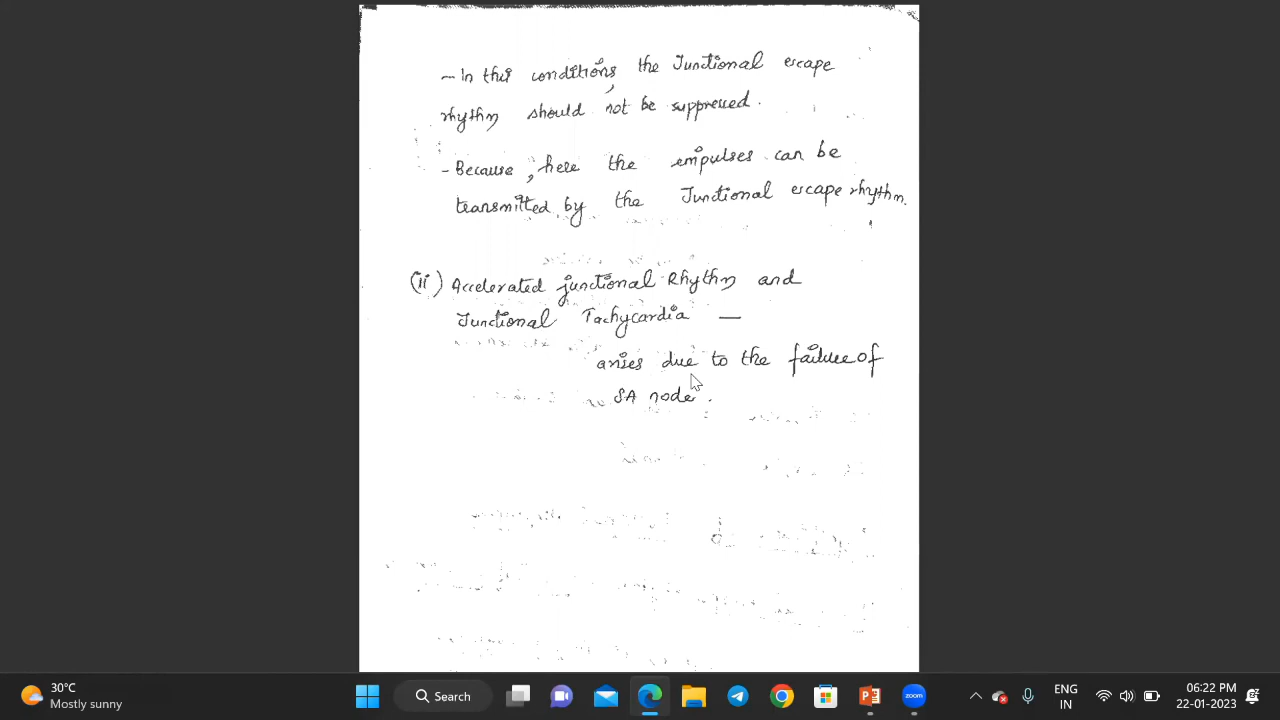 - In this conditions, the Junctional escape
rhythm should not be suppressed.
- Because, here the empulses can be
transmitted by the Junctional escape rhythm.
(ii) Accelerated junctional Rhythm and
Junctional Tachycardia —
arises due to the failure of
SA node.
30°C
Mostly sunny
Search
zoom
ENG
IN
06:22 PM
22-01-2023